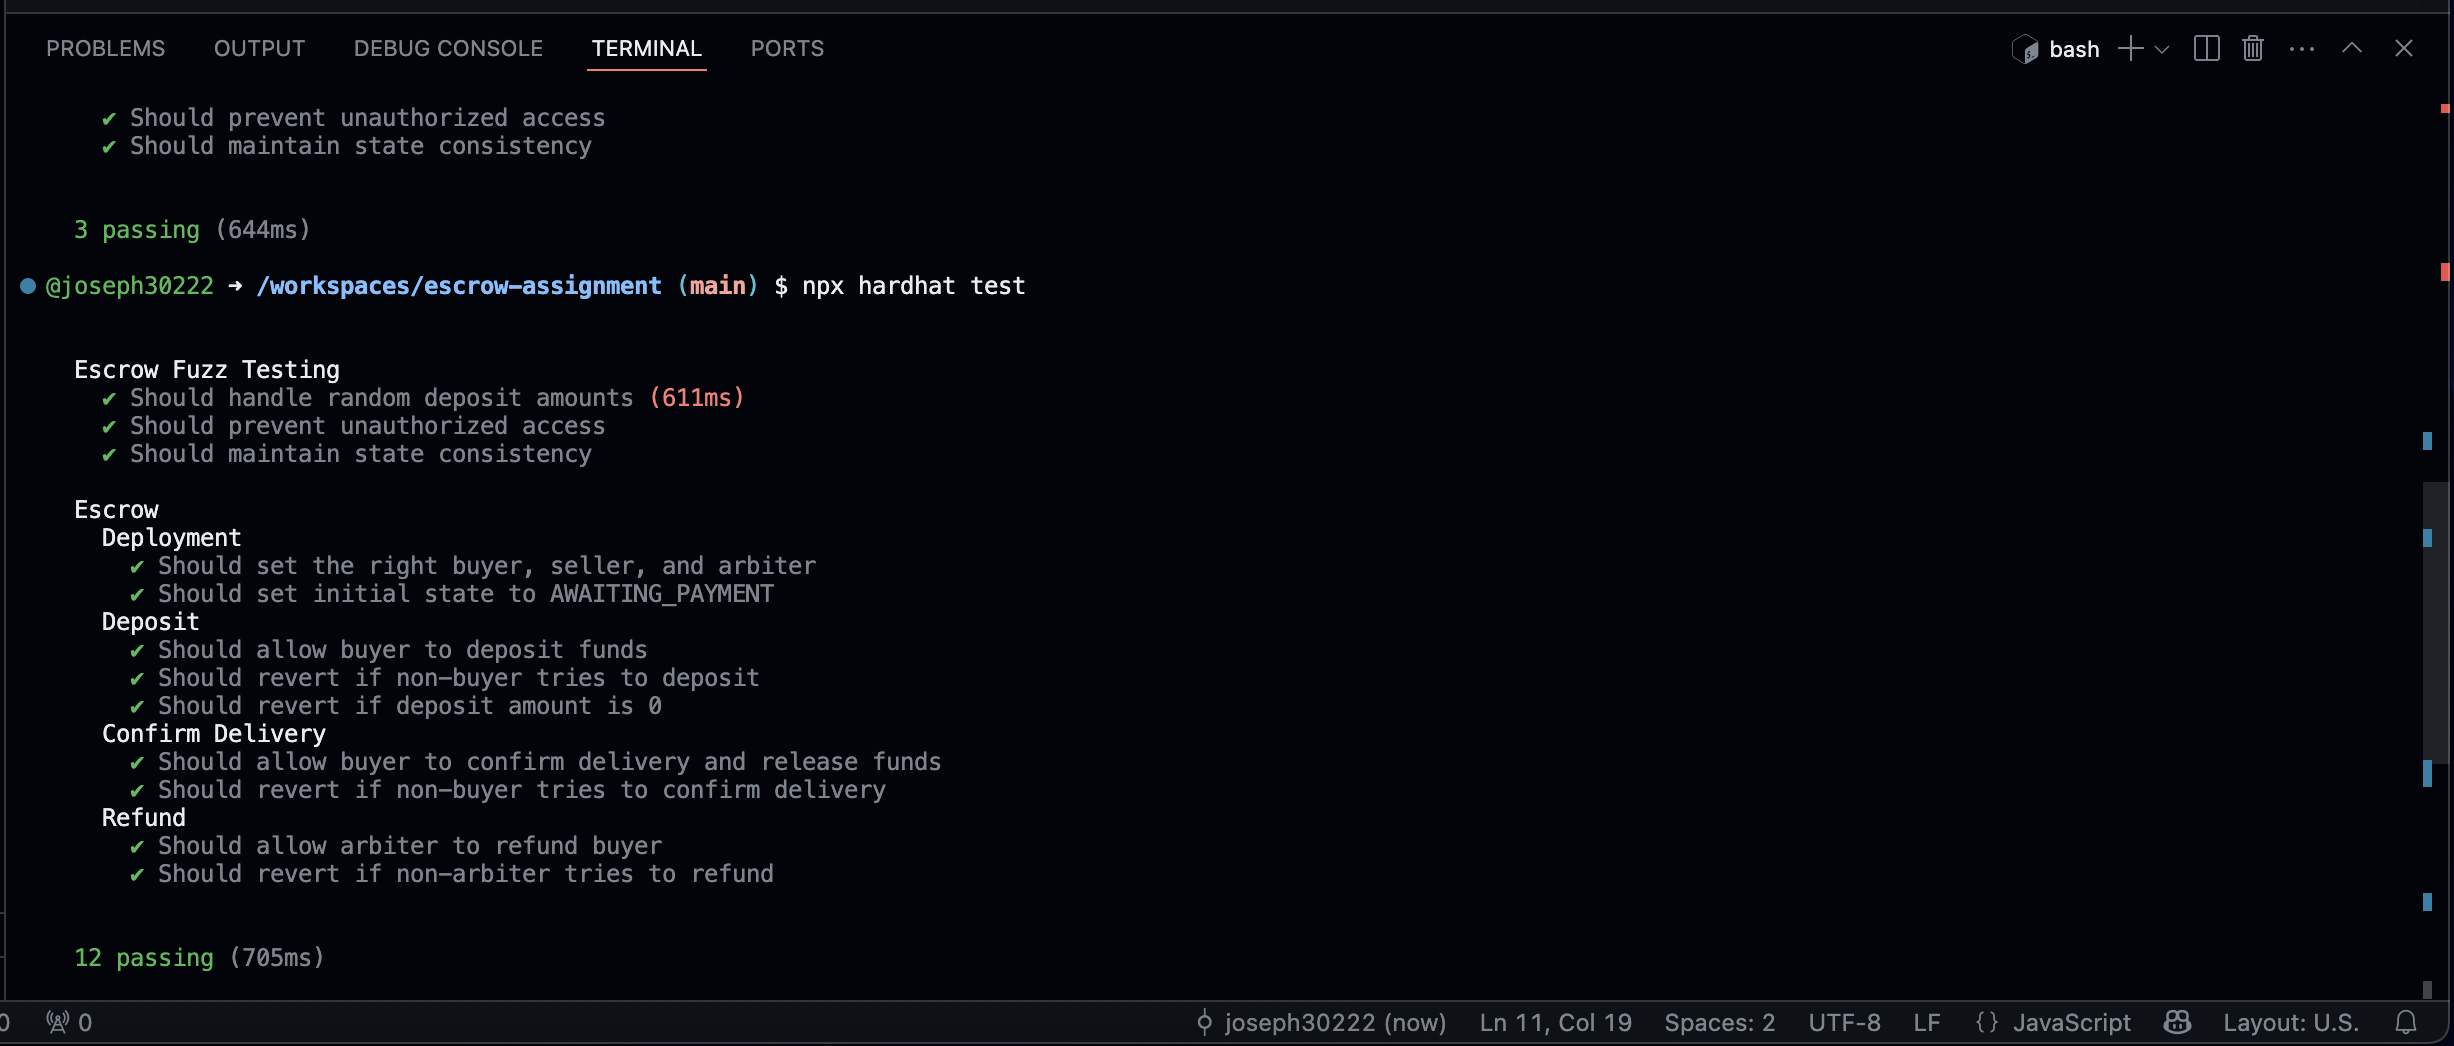 PROBLEMS OUTPUT DEBUG CONSOLE TERMINAL PORTS bash
✔ Should prevent unauthorized access
✔ Should maintain state consistency
3 passing (644ms)
@joseph30222 ➜ /workspaces/escrow-assignment (main) $ npx hardhat test
Escrow Fuzz Testing
✔ Should handle random deposit amounts (611ms)
✔ Should prevent unauthorized access
✔ Should maintain state consistency
Escrow
Deployment
✔ Should set the right buyer, seller, and arbiter
✔ Should set initial state to AWAITING_PAYMENT
Deposit
✔ Should allow buyer to deposit funds
✔ Should revert if non-buyer tries to deposit
✔ Should revert if deposit amount is 0
Confirm Delivery
✔ Should allow buyer to confirm delivery and release funds
✔ Should revert if non-buyer tries to confirm delivery
Refund
✔ Should allow arbiter to refund buyer
✔ Should revert if non-arbiter tries to refund
12 passing (705ms)
0 0 joseph30222 (now) Ln 11, Col 19 Spaces: 2 UTF-8 LF {} JavaScript Layout: U.S.